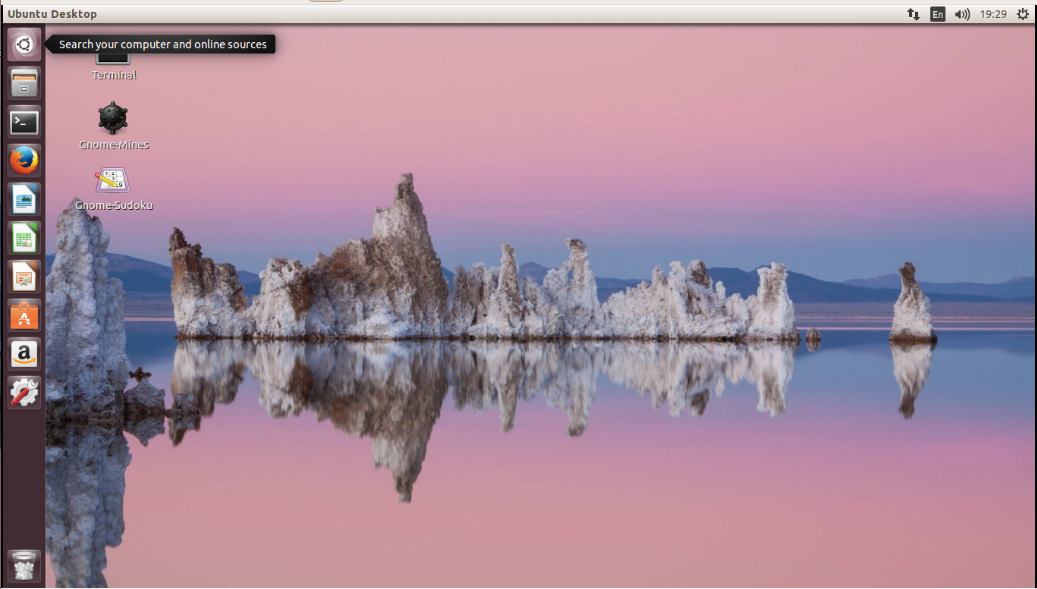 Ubuntu Desktop
En
19:29
Search your computer and online sources
Terminal
Gnome-Mines
Gnome-Sudoku